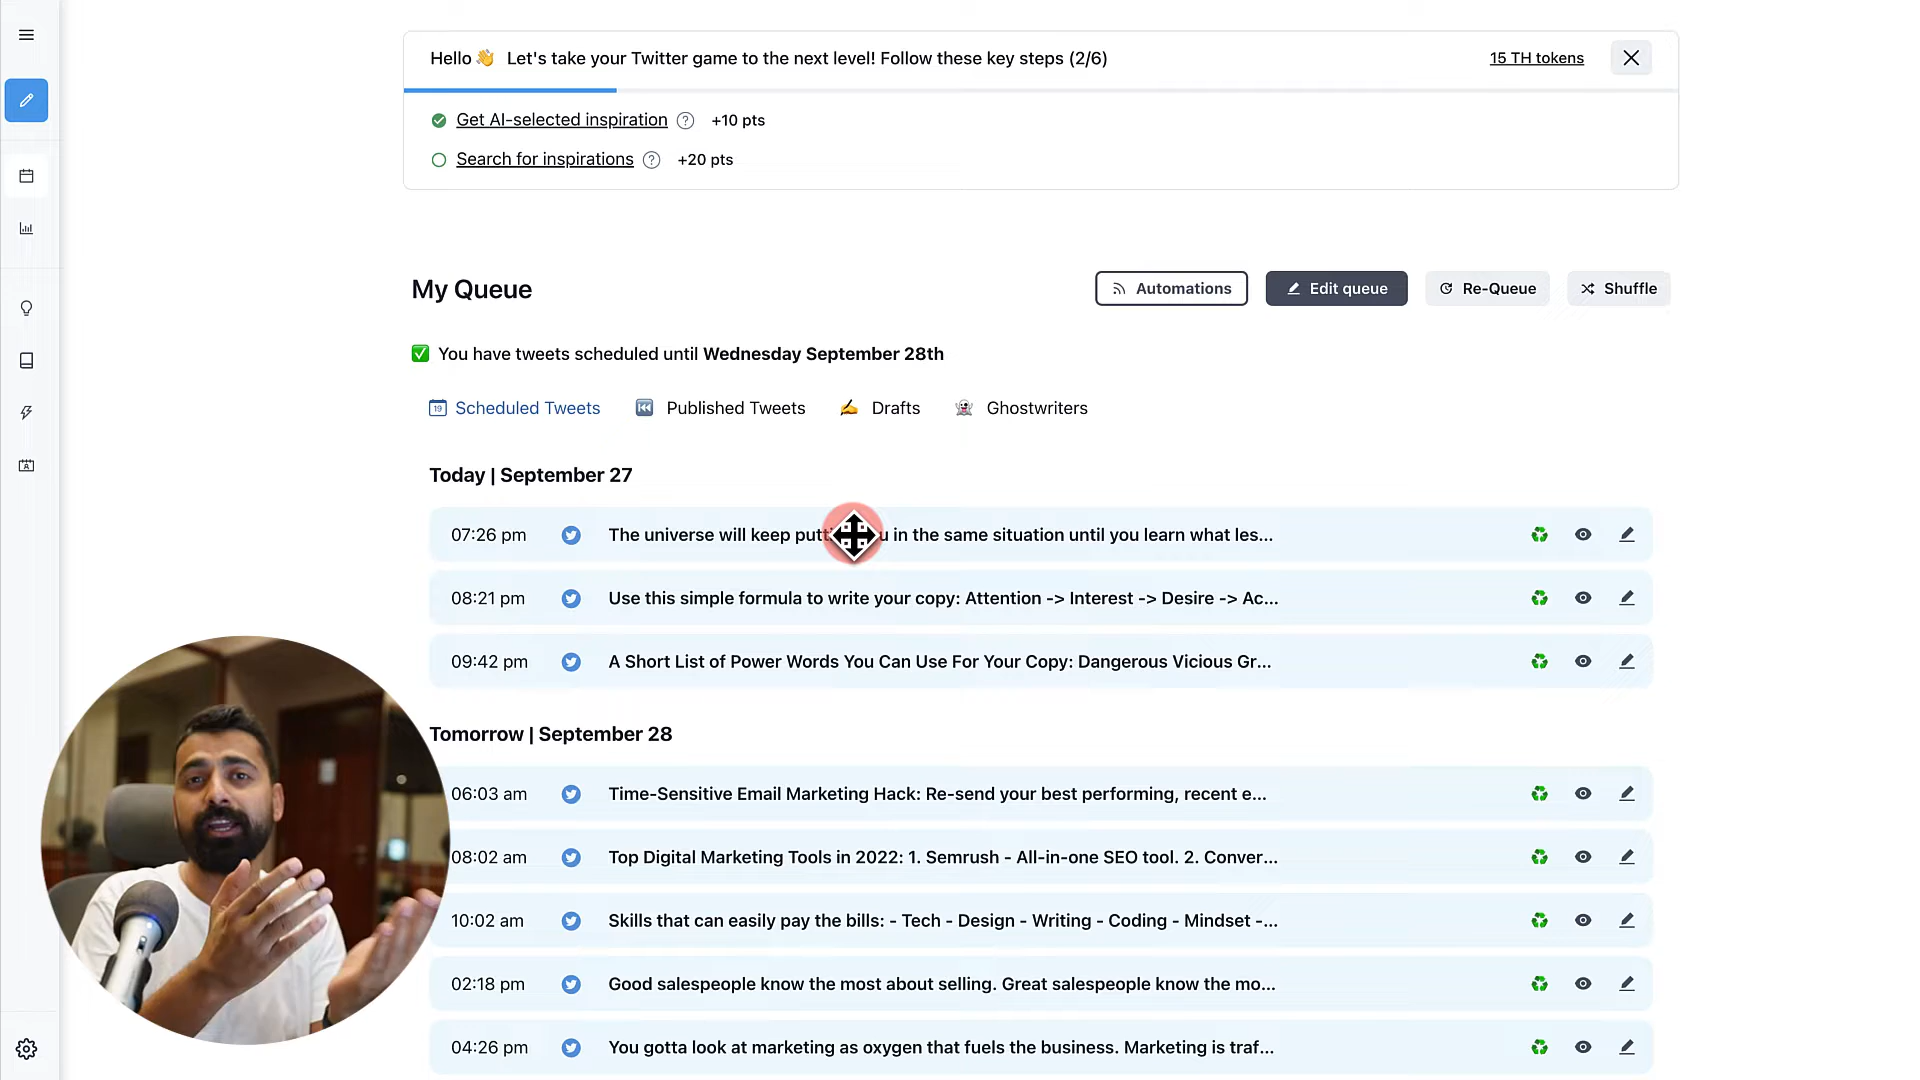 Hello 👋 Let's take your Twitter game to the next level! Follow these key steps (2/6)
15 TH tokens
Get AI-selected inspiration ? +10 pts
Search for inspirations ? +20 pts
My Queue
Automations
Edit queue
Re-Queue
Shuffle
✅ You have tweets scheduled until Wednesday September 28th
19 Scheduled Tweets
Published Tweets
Drafts
Ghostwriters
Today | September 27
07:26 pm The universe will keep in the same situation until you learn what les...
08:21 pm Use this simple formula to write your copy: Attention -> Interest -> Desire -> Ac...
09:42 pm A Short List of Power Words You Can Use For Your Copy: Dangerous Vicious Gr...
Tomorrow | September 28
06:03 am Time-Sensitive Email Marketing Hack: Re-send your best performing, recent e...
08:02 am Top Digital Marketing Tools in 2022: 1. Semrush - All-in-one SEO tool. 2. Conver...
10:02 am Skills that can easily pay the bills: - Tech - Design - Writing - Coding - Mindset -...
02:18 pm Good salespeople know the most about selling. Great salespeople know the mo...
04:26 pm You gotta look at marketing as oxygen that fuels the business. Marketing is traf...